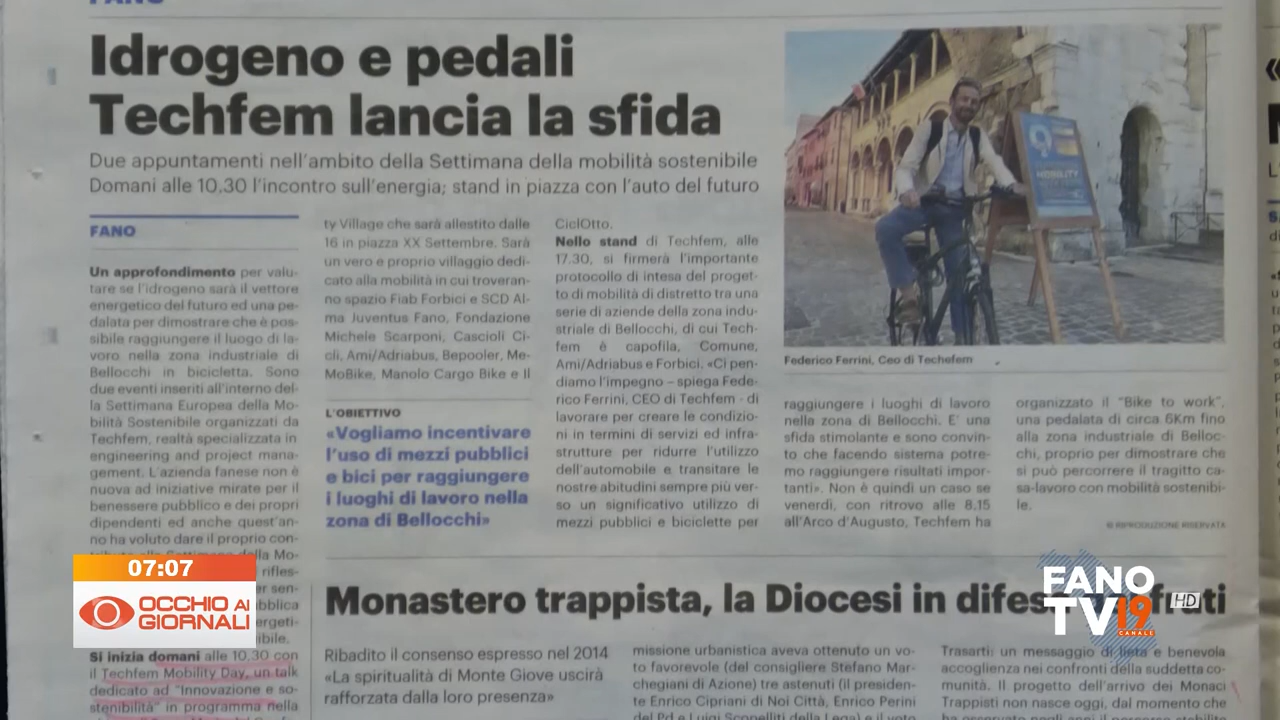 FANO
Idrogeno e pedali
Techfem lancia la sfida
Due appuntamenti nell'ambito della Settimana della mobilità sostenibile
Domani alle 10.30 l'incontro sull'energia; stand in piazza con l'auto del futuro
FANO
Un approfondimento per valu-
tare se l'idrogeno sarà il vettore
energetico del futuro ed una pe-
dalata per dimostrare che è pos-
sibile raggiungere il luogo di la-
voro nella zona industriale di
Bellocchi in bicicletta. Sono
due eventi inseriti all'interno del-
la Settimana Europea della Mo-
bilità Sostenibile organizzati da
Techfem, realtà specializzata in
engineering and project mana-
gement. L'azienda fanese non è
nuova ad iniziative mirate per il
benessere pubblico e dei propri
dipendenti ed anche quest'an-
no ha voluto dare il proprio con-
della Mo-
rifles-
sen-
Si inizia domani alle 10.30 con
il Techfem Mobility Day, un talk
dedicato ad "Innovazione e so-
stenibilità" in programma nella
ty Village che sarà allestito dalle
16 in piazza XX Settembre. Sarà
un vero e proprio villaggio dedi-
cato alla mobilità in cui troveran-
no spazio Fiab Forbici e SCD Al-
ma Juventus Fano, Fondazione
Michele Scarponi, Cascioli Ci-
cli, Ami/Adriabus, Bepooler, Me-
MoBike, Manolo Cargo Bike e Il
L'OBIETTIVO
«Vogliamo incentivare
l'uso di mezzi pubblici
e bici per raggiungere
i luoghi di lavoro nella
zona di Bellocchi»
CiclOtto.
Nello stand di Techfem, alle
17.30, si firmerà l'importante
protocollo di intesa del proget-
to di mobilità di distretto tra una
serie di aziende della zona indu-
striale di Bellocchi, di cui Tech-
fem è capofila, Comune,
Ami/Adriabus e Forbici. «Ci pen-
diamo l'impegno – spiega Fede-
rico Ferrini, CEO di Techfem - di
lavorare per creare le condizio-
ni in termini di servizi ed infra-
strutture per ridurre l'utilizzo
dell'automobile e transitare le
nostre abitudini sempre più ver-
so un significativo utilizzo di
mezzi pubblici e biciclette per
MOBILITY
Federico Ferrini, Ceo di Techefem
raggiungere i luoghi di lavoro
nella zona di Bellocchi. E' una
sfida stimolante e sono convin-
to che facendo sistema potre-
mo raggiungere risultati impor-
tanti». Non è quindi un caso se
venerdì, con ritrovo alle 8.15
all'Arco d'Augusto, Techfem ha
organizzato il "Bike to work",
una pedalata di circa 6Km fino
alla zona industriale di Belloc-
chi, proprio per dimostrare che
si può percorrere il tragitto ca-
sa-lavoro con mobilità sostenibi-
le.
© RIPRODUZIONE RISERVATA
Monastero trappista, la Diocesi in difes frati
Ribadito il consenso espresso nel 2014
«La spiritualità di Monte Giove uscirà
rafforzata dalla loro presenza»
missione urbanistica aveva ottenuto un vo-
to favorevole (del consigliere Stefano Mar-
chegiani di Azione) tre astenuti (il presiden-
te Enrico Cipriani di Noi Città, Enrico Perini
del Pd e Luigi Scopelliti della Lega) e il voto
Trasarti: un messaggio di lieta e benevola
accoglienza nei confronti della suddetta co-
munità. Il progetto dell'arrivo dei Monaci
Trappisti non nasce oggi, dal momento che
07:07
OCCHIO AI
GIORNALI
FANO
TV19
CANALE
HD